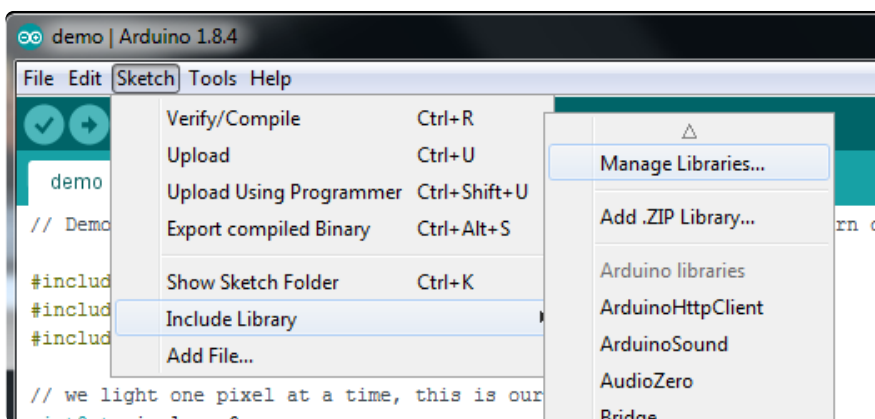 demo | Arduino 1.8.4
File Edit Sketch Tools Help
Verify/Compile Ctrl+R
Upload Ctrl+U
Upload Using Programmer Ctrl+Shift+U
Export compiled Binary Ctrl+Alt+S
Show Sketch Folder Ctrl+K
Include Library
Add File...
Manage Libraries...
Add .ZIP Library...
Arduino libraries
ArduinoHttpClient
ArduinoSound
AudioZero
Bridge
demo
// Demo
rn
#includ
#includ
#includ
// we light one pixel at a time, this is our